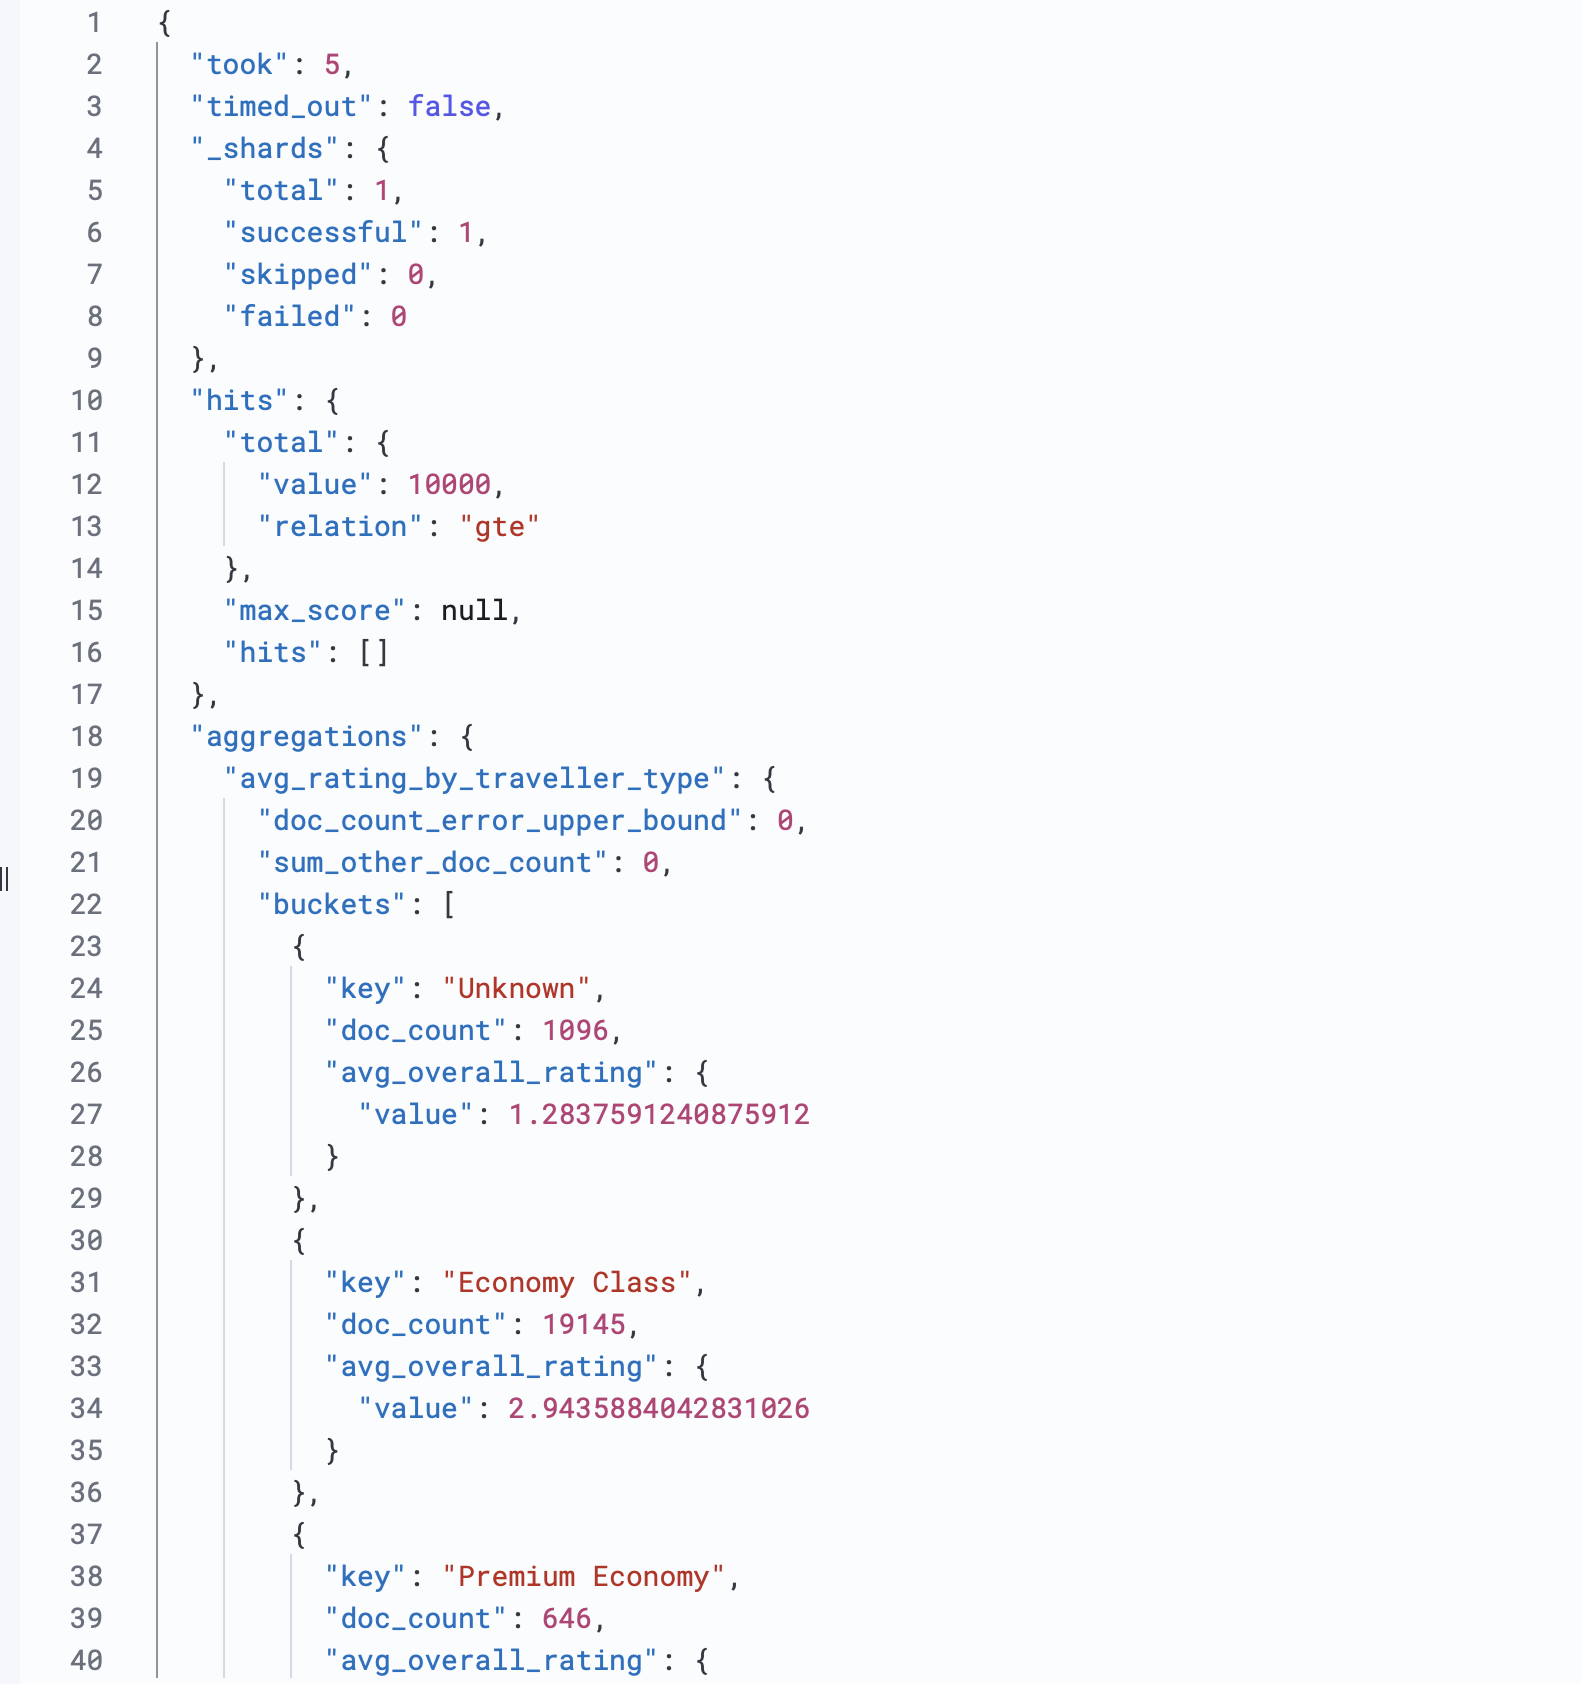 1 {
2 "took": 5,
3 "timed_out": false,
4 "_shards": {
5 "total": 1,
6 "successful": 1,
7 "skipped": 0,
8 "failed": 0
9 },
10 "hits": {
11 "total": {
12 "value": 10000,
13 "relation": "gte"
14 },
15 "max_score": null,
16 "hits": []
17 },
18 "aggregations": {
19 "avg_rating_by_traveller_type": {
20 "doc_count_error_upper_bound": 0,
21 "sum_other_doc_count": 0,
22 "buckets": [
23 {
24 "key": "Unknown",
25 "doc_count": 1096,
26 "avg_overall_rating": {
27 "value": 1.2837591240875912
28 }
29 },
30 {
31 "key": "Economy Class",
32 "doc_count": 19145,
33 "avg_overall_rating": {
34 "value": 2.9435884042831026
35 }
36 },
37 {
38 "key": "Premium Economy",
39 "doc_count": 646,
40 "avg_overall_rating": {